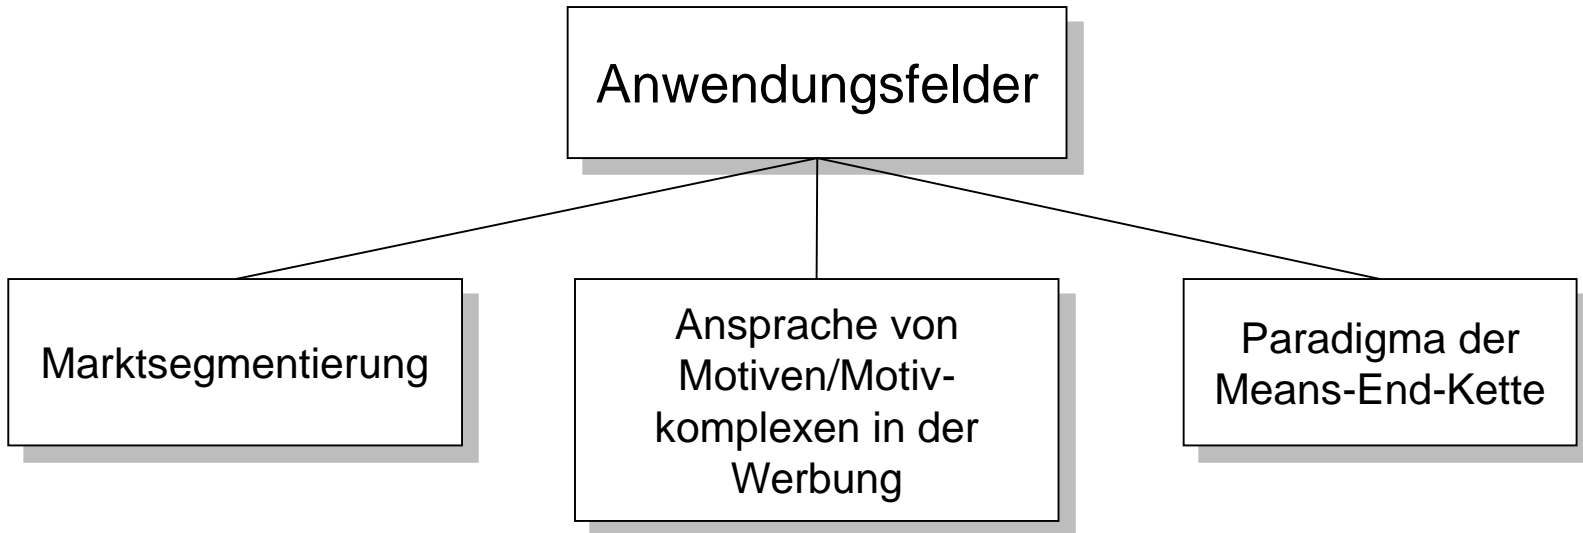 Anwendungsfelder
Marktsegmentierung
Ansprache von
Motiven/Motiv-
komplexen in der
Werbung
Paradigma der
Means-End-Kette